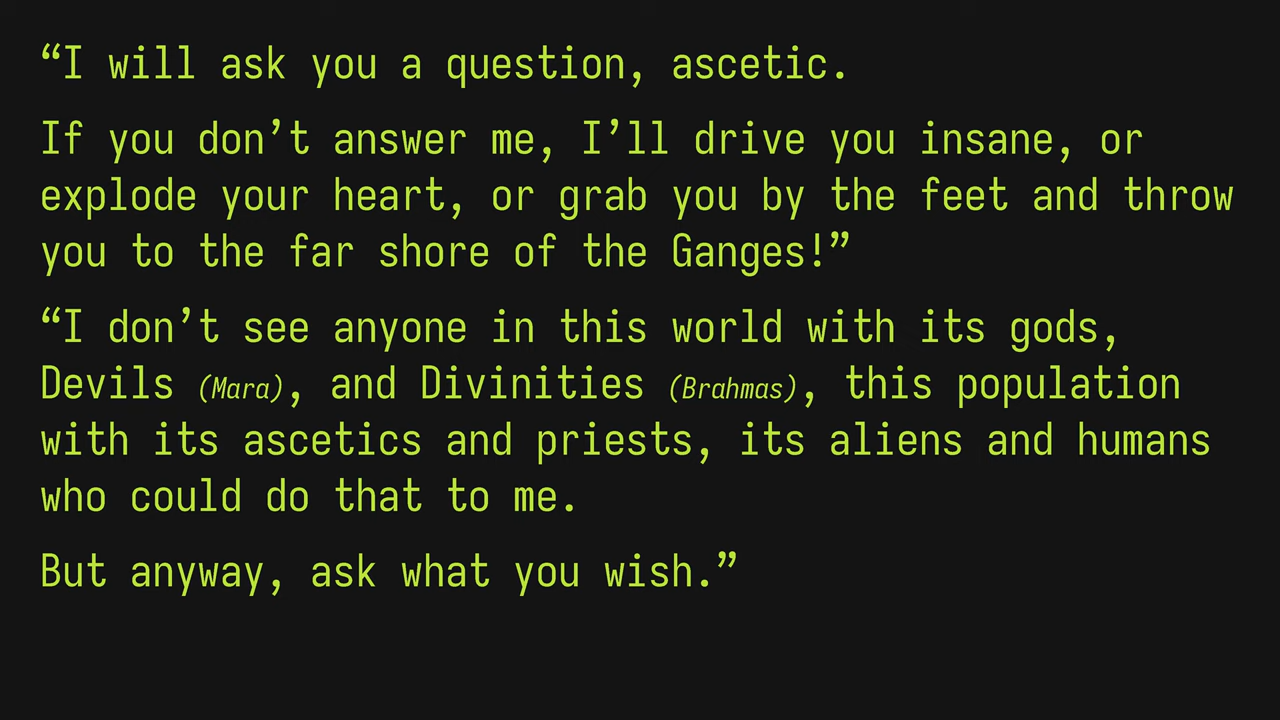 “I will ask you a question, ascetic.
If you don’t answer me, I’ll drive you insane, or
explode your heart, or grab you by the feet and throw
you to the far shore of the Ganges!”
“I don’t see anyone in this world with its gods,
Devils (Mara), and Divinities (Brahmas), this population
with its ascetics and priests, its aliens and humans
who could do that to me.
But anyway, ask what you wish.”